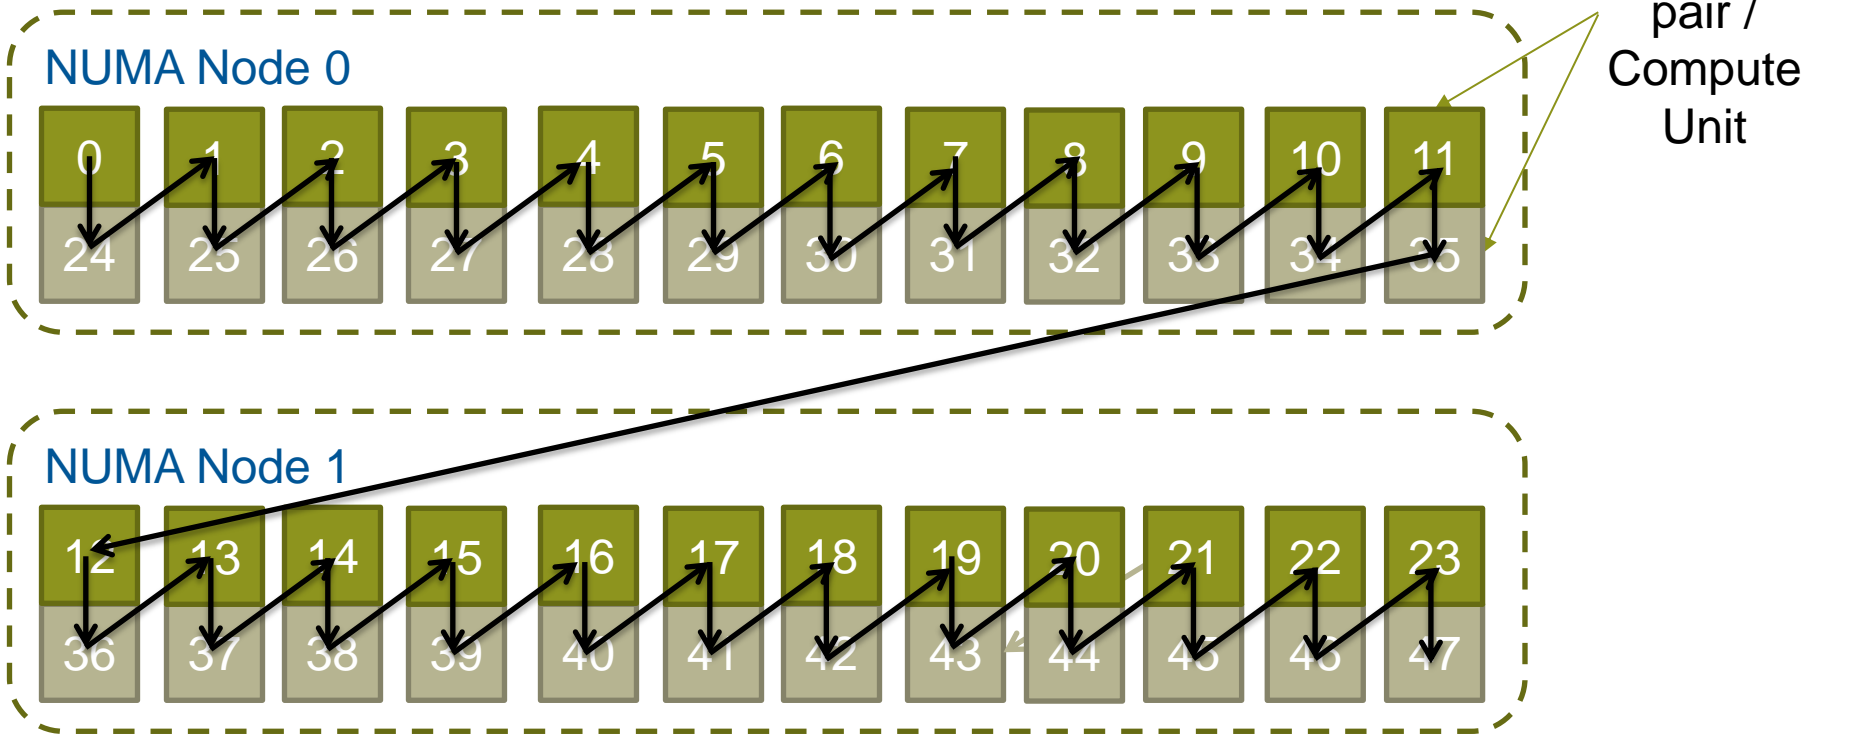 pair /
Compute
Unit
NUMA Node 0
0 1 2 3 4 5 6 7 8 9 10 11
24 25 26 27 28 29 30 31 32 33 34 35
NUMA Node 1
12 13 14 15 16 17 18 19 20 21 22 23
36 37 38 39 40 41 42 43 44 45 46 47